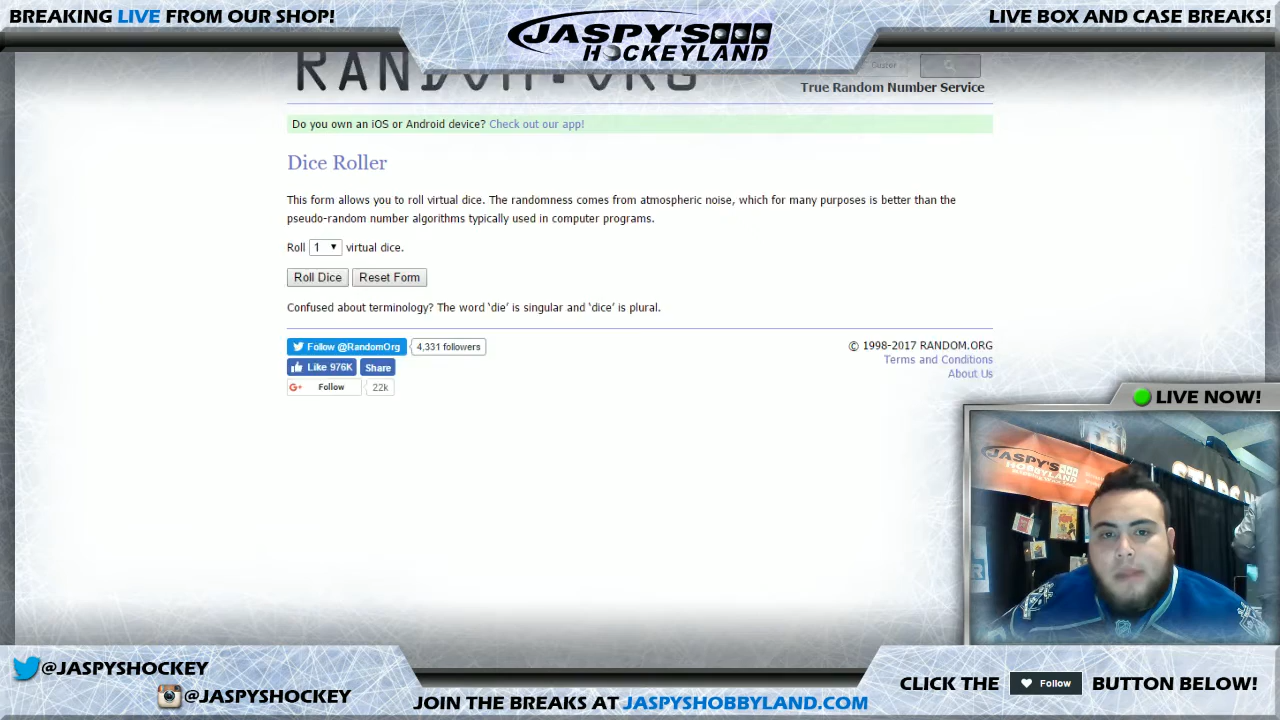 BREAKING LIVE FROM OUR SHOP!
JASPY'S
HOCKEYLAND
LIVE BOX AND CASE BREAKS!
RANDOM.ORG
True Random Number Service
Do you own an iOS or Android device? Check out our app!
Dice Roller
This form allows you to roll virtual dice. The randomness comes from atmospheric noise, which for many purposes is better than the
pseudo-random number algorithms typically used in computer programs.
Roll 1 virtual dice.
Roll Dice Reset Form
Confused about terminology? The word ‘die’ is singular and ‘dice’ is plural.
Follow @RandomOrg 4,331 followers
Like 976K Share
G+ Follow 22k
© 1998-2017 RANDOM.ORG
Terms and Conditions
About Us
LIVE NOW!
JASPY'S
HOBBYLAND
STARS
@JASPYSHOCKEY
@JASPYSHOCKEY
JOIN THE BREAKS AT JASPYSHOBBYLAND.COM
CLICK THE Follow BUTTON BELOW!